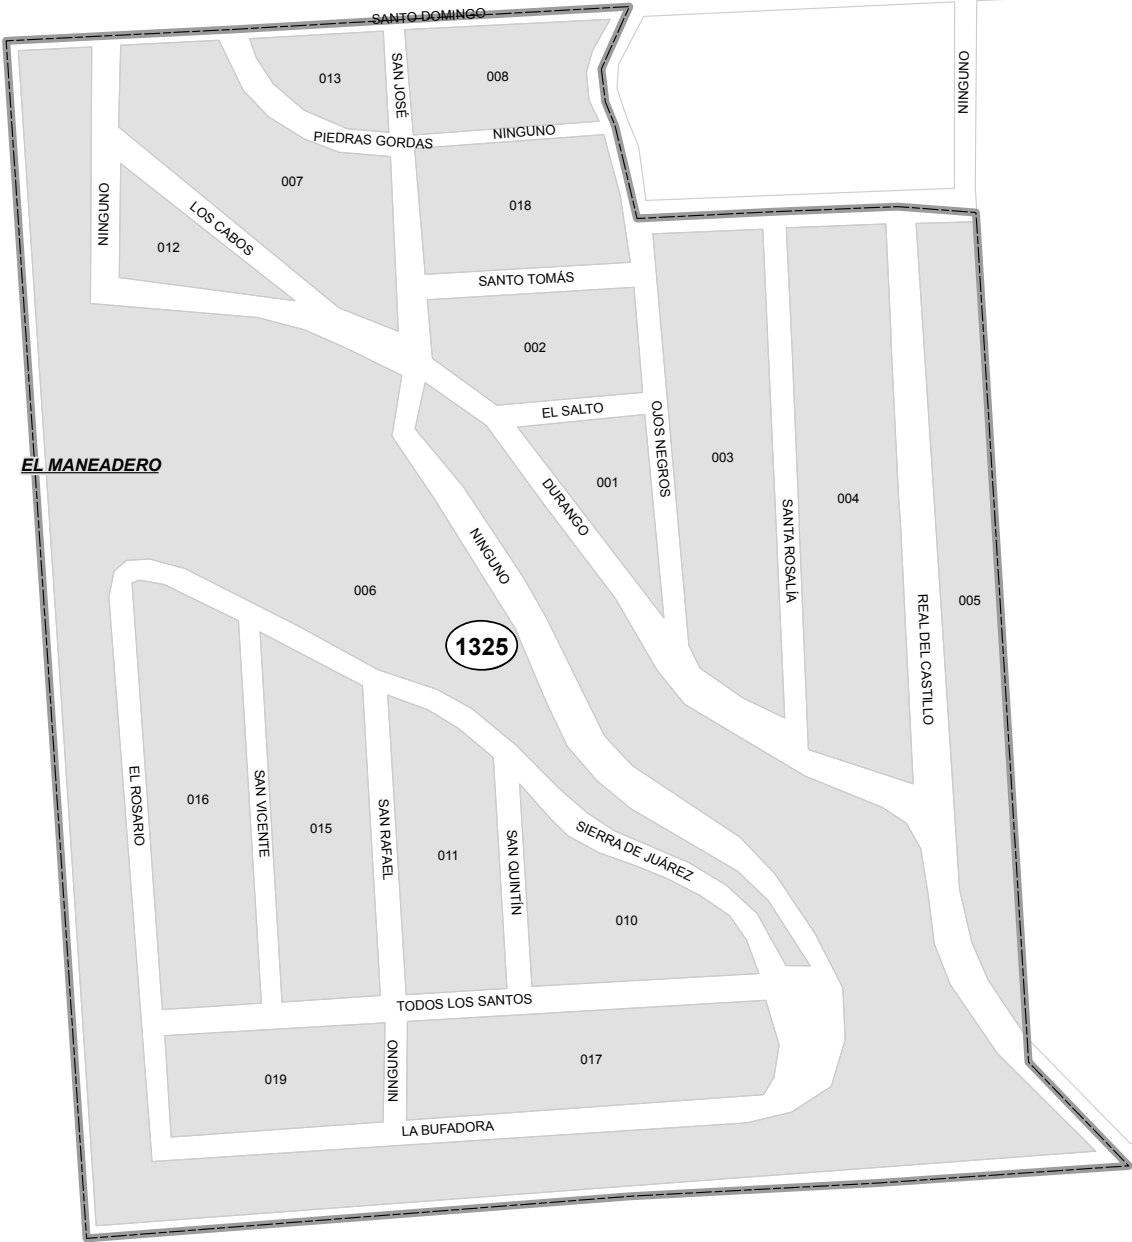 SANTO DOMINGO
013
SAN JOSÉ
008
NINGUNO
PIEDRAS GORDAS
NINGUNO
007
LOS CABOS
NINGUNO
012
018
SANTO TOMÁS
002
EL SALTO
OJOS NEGROS
EL MANEADERO
001
003
DURANGO
004
SANTA ROSALÍA
NINGUNO
006
005
1325
REAL DEL CASTILLO
EL ROSARIO
016
SAN VICENTE
015
SAN RAFAEL
011
SAN QUINTÍN
SIERRA DE JUÁREZ
010
TODOS LOS SANTOS
019
NINGUNO
017
LA BUFADORA